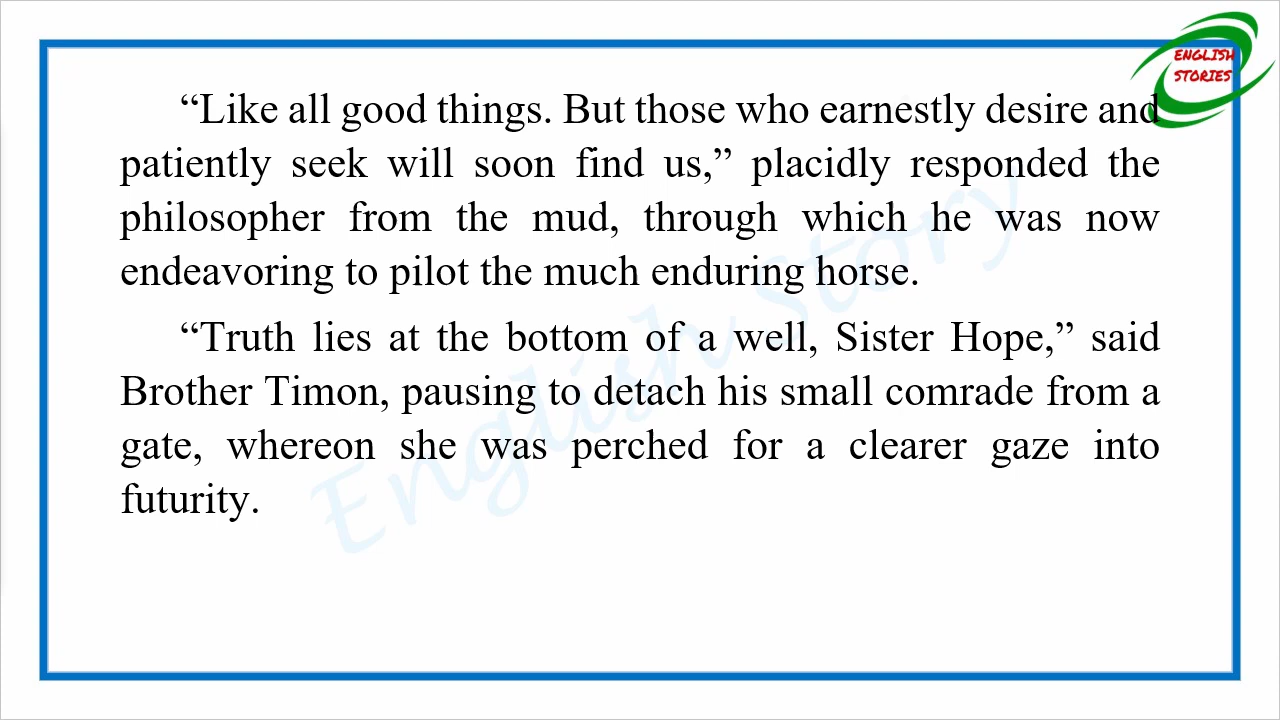 ENGLISH
STORIES
“Like all good things. But those who earnestly desire and
patiently seek will soon find us,” placidly responded the
philosopher from the mud, through which he was now
endeavoring to pilot the much enduring horse.
“Truth lies at the bottom of a well, Sister Hope,” said
Brother Timon, pausing to detach his small comrade from a
gate, whereon she was perched for a clearer gaze into
futurity.
English Story